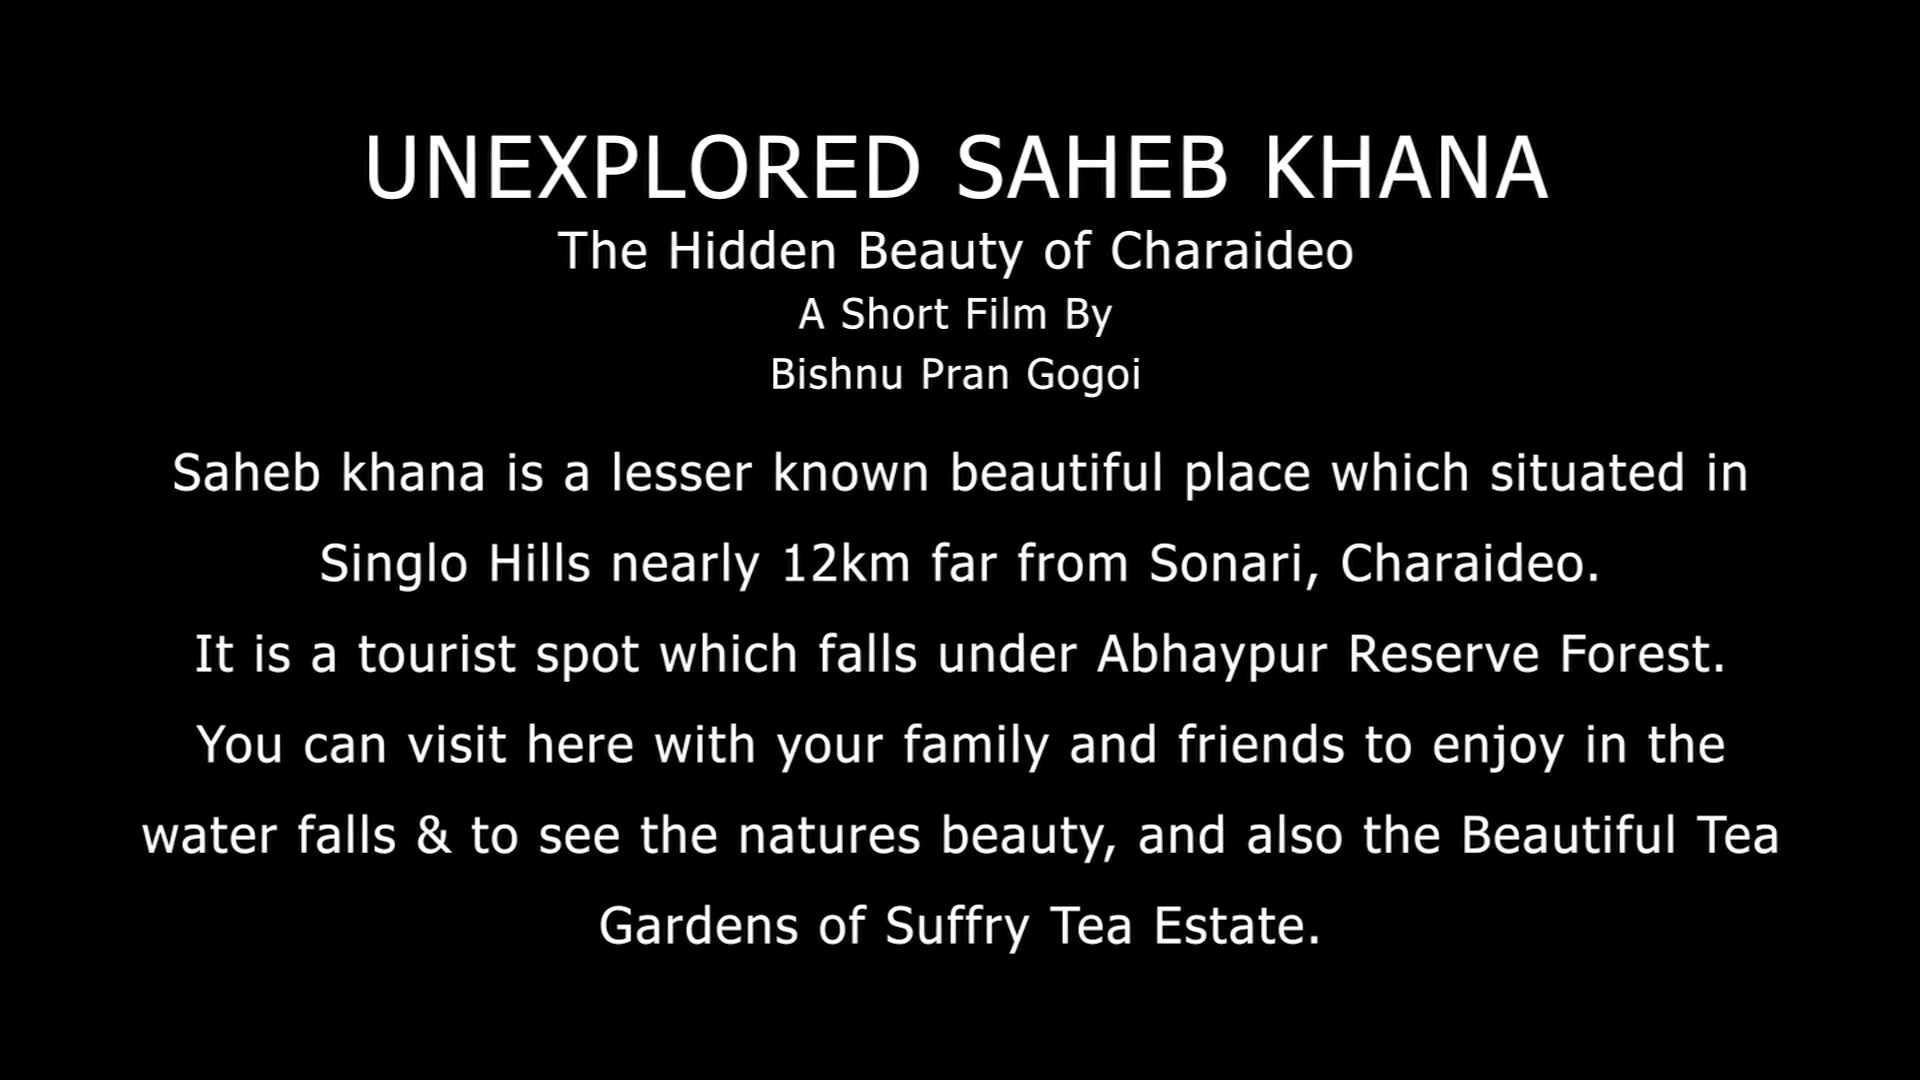 UNEXPLORED SAHEB KHANA
The Hidden Beauty of Charaideo
A Short Film By
Bishnu Pran Gogoi
Saheb khana is a lesser known beautiful place which situated in
Singlo Hills nearly 12km far from Sonari, Charaideo.
It is a tourist spot which falls under Abhaypur Reserve Forest.
You can visit here with your family and friends to enjoy in the
water falls & to see the natures beauty, and also the Beautiful Tea
Gardens of Suffry Tea Estate.